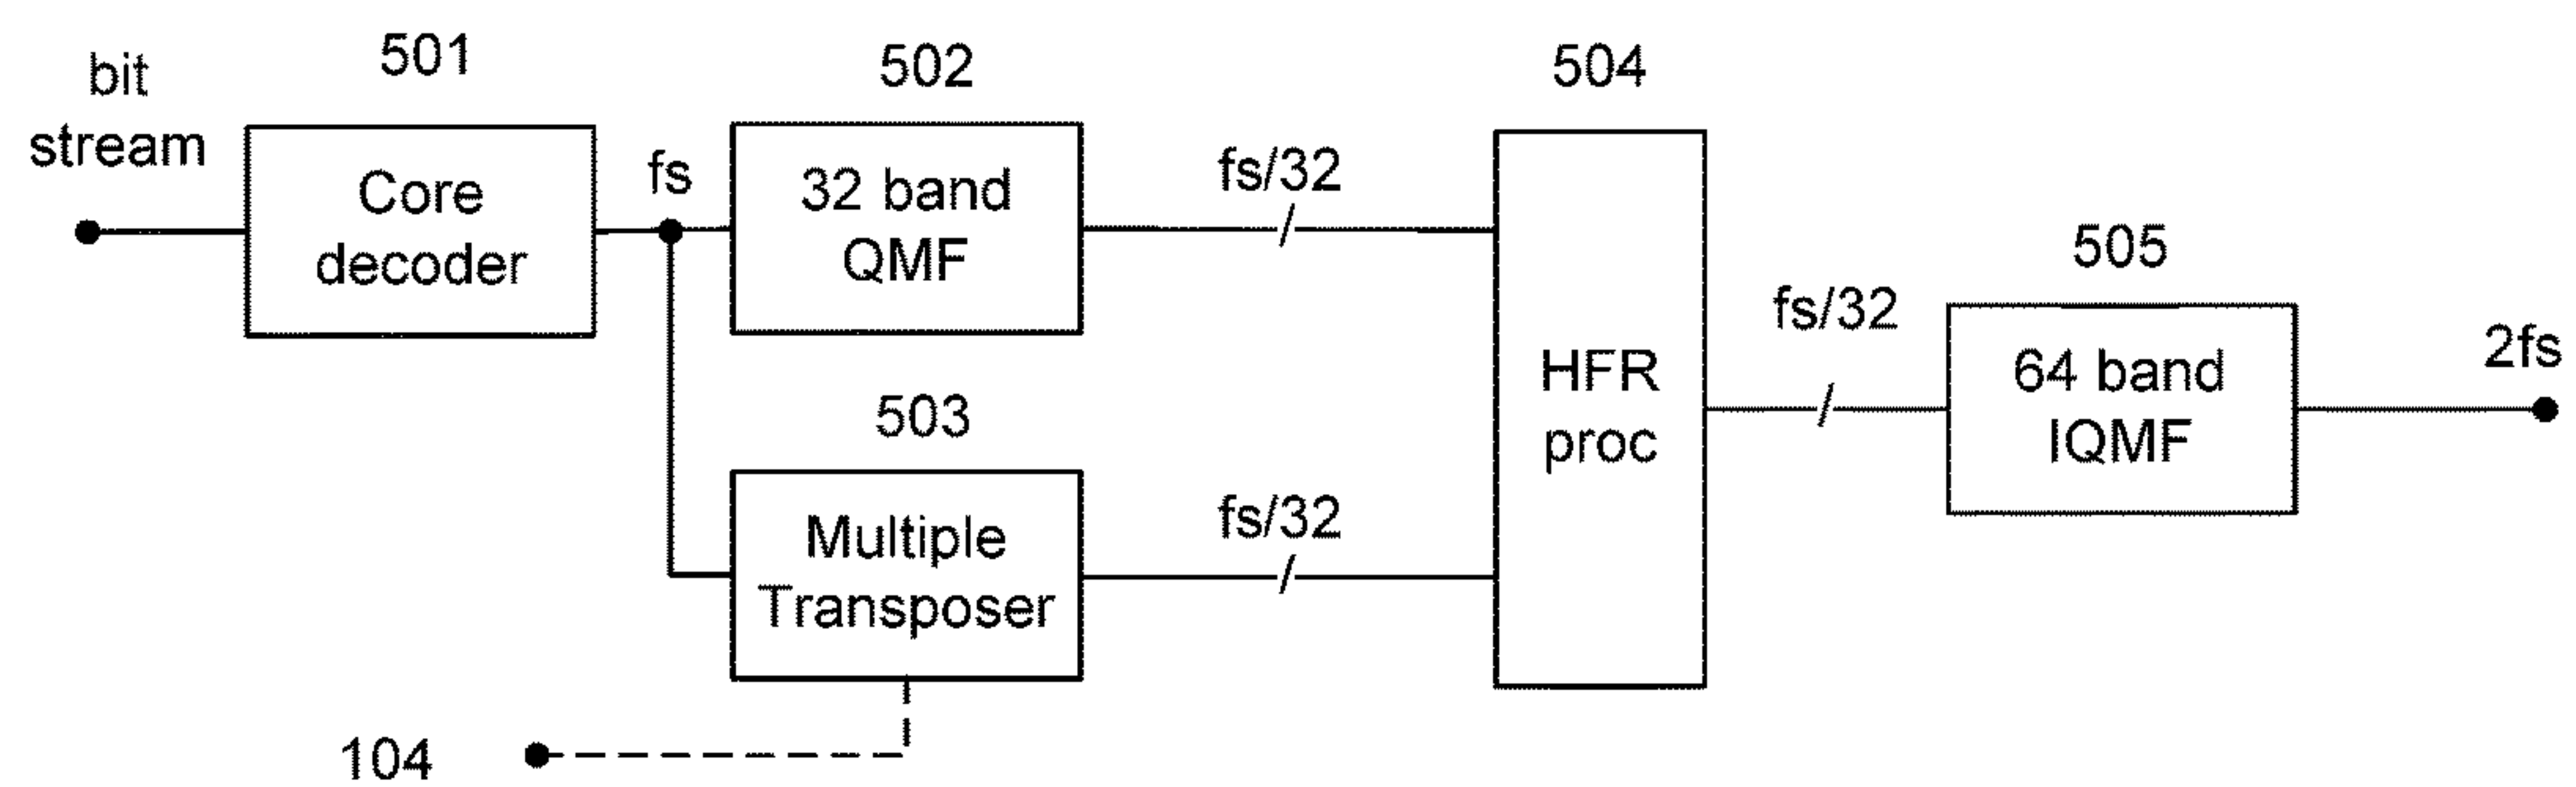 bit
stream
501
Core
decoder
fs
502
32 band
QMF
fs/32
503
Multiple
Transposer
fs/32
104
504
HFR
proc
fs/32
505
64 band
IQMF
2fs